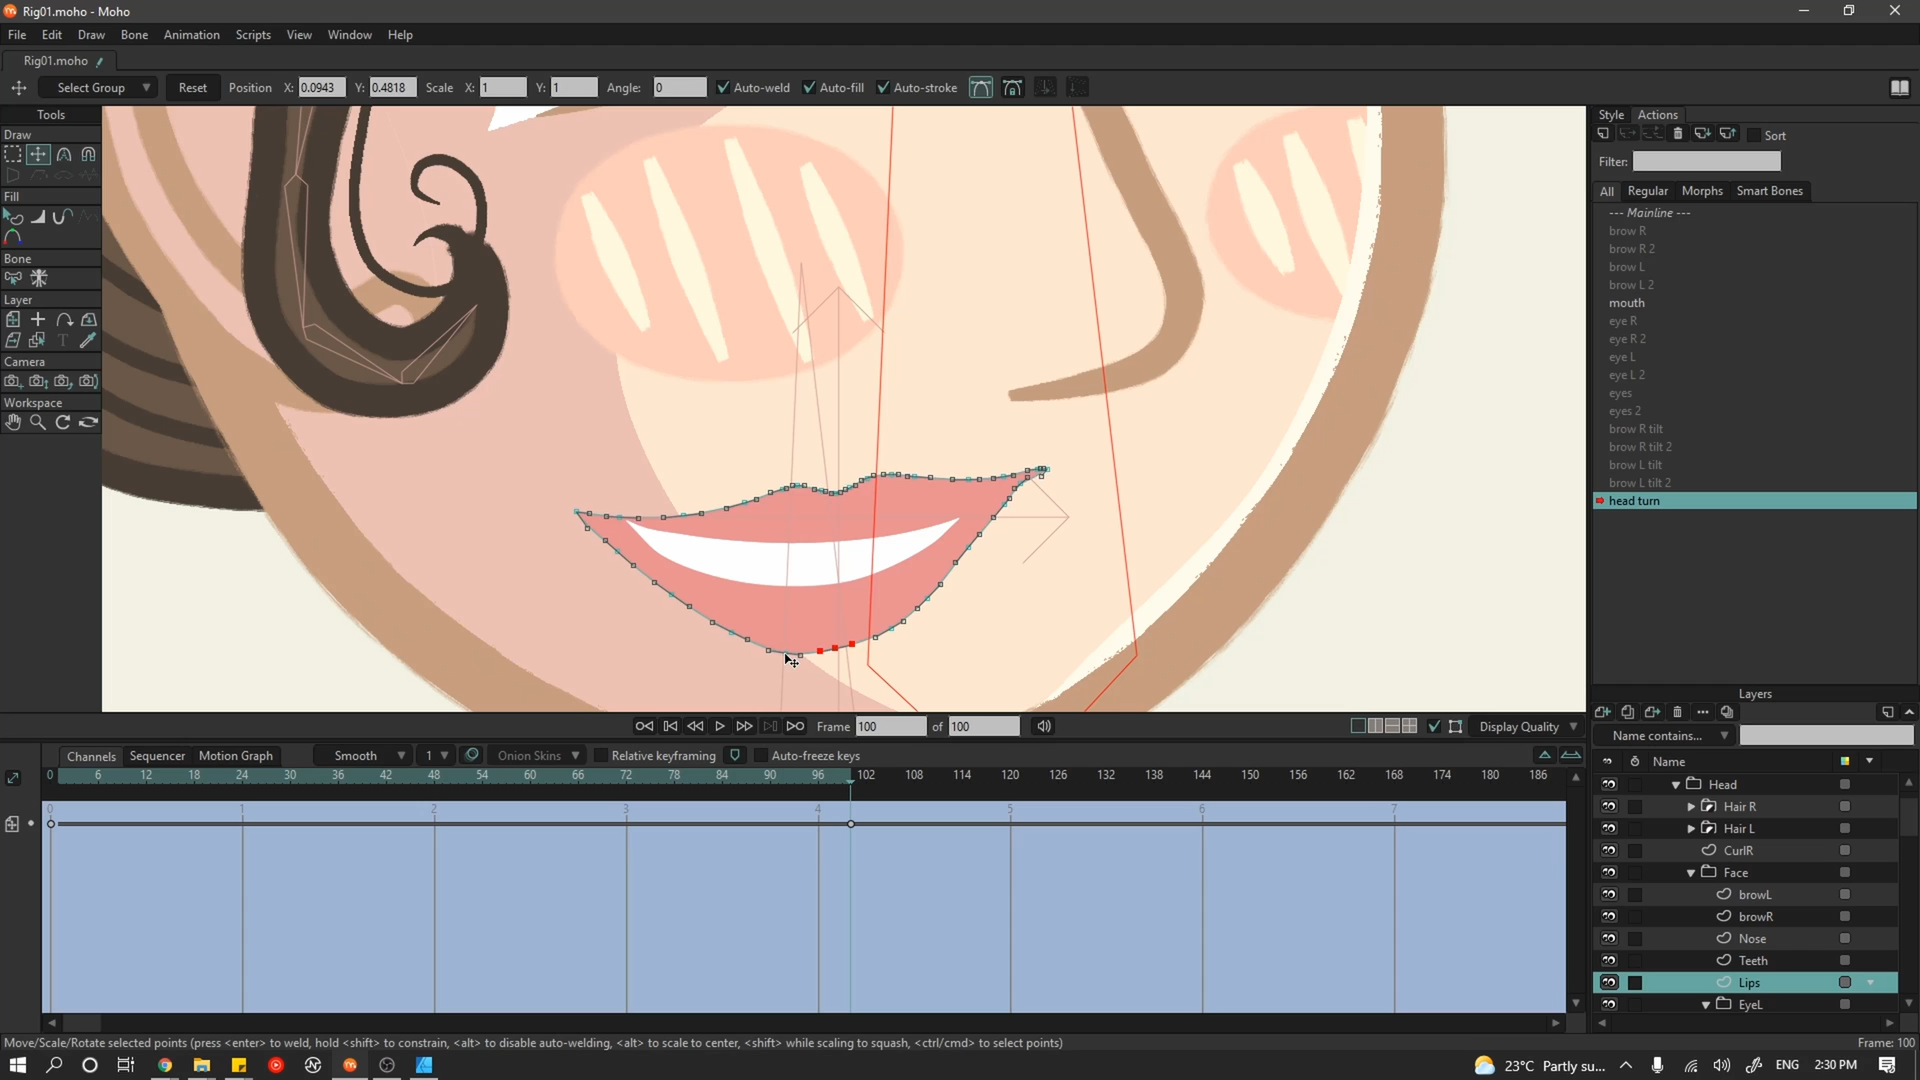 Rig01.moho - Moho
File Edit Draw Bone Animation Scripts View Window Help
Rig01.moho
Select Group Reset Position X: 0.0943 Y: 0.4818 Scale X: 1 Y: 1 Angle: 0 Auto-weld Auto-fill Auto-stroke
Tools
Draw
Fill
Bone
Layer
Camera
Workspace
Style Actions
Sort
Filter:
All Regular Morphs Smart Bones
--- Mainline ---
brow R
brow R 2
brow L
brow L 2
mouth
eye R
eye R 2
eye L
eye L 2
eyes
eyes 2
brow R tilt
brow R tilt 2
brow L tilt
brow L tilt 2
head turn
Layers
Name contains...
Name
Head
Hair R
Hair L
CurlR
Face
browL
browR
Nose
Teeth
Lips
EyeL
Frame 100 of 100 Display Quality
Channels Sequencer Motion Graph Smooth 1 Onion Skins Relative keyframing Auto-freeze keys
0 6 12 18 24 30 36 42 48 54 60 66 72 78 84 90 96 102 108 114 120 126 132 138 144 150 156 162 168 174 180 186
0 1 2 3 4 5 6 7
Move/Scale/Rotate selected points (press <enter> to weld, hold <shift> to constrain, <alt> to disable auto-welding, <alt> to scale to center, <shift> while scaling to squash, <ctrl/cmd> to select points)
Frame: 100
23°C Partly su... ENG 2:30 PM